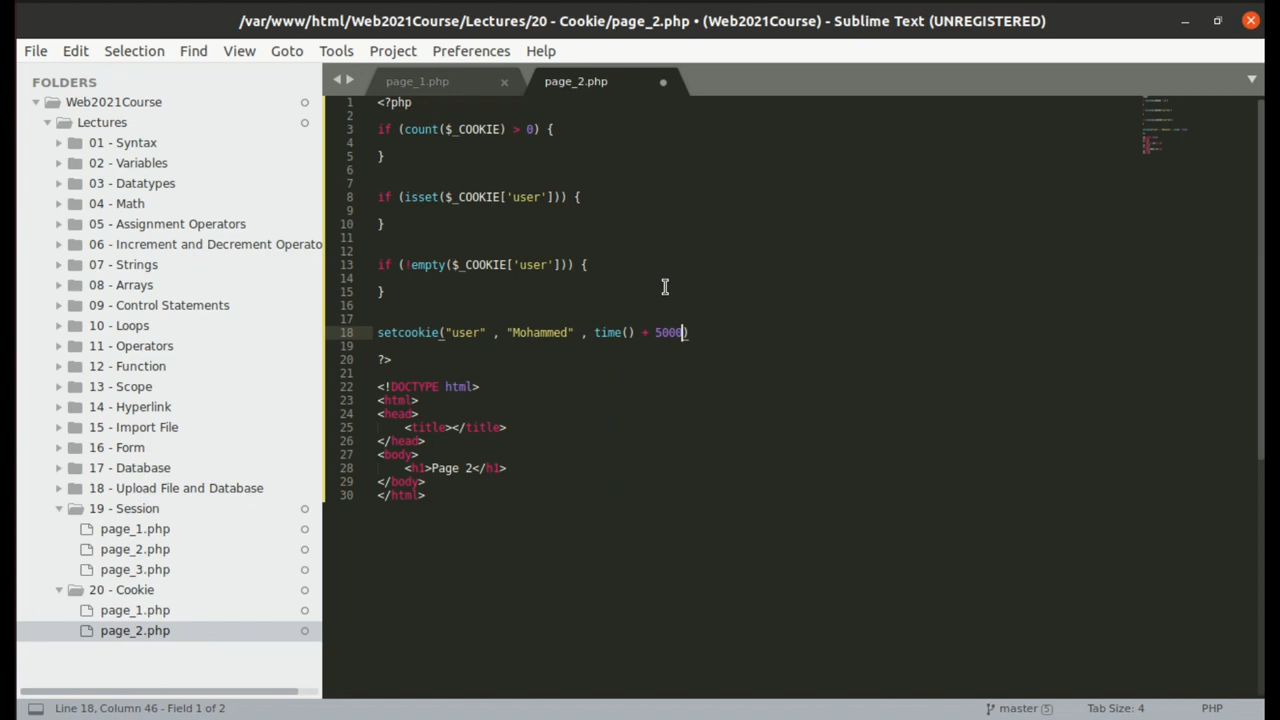 /var/www/html/Web2021Course/Lectures/20 - Cookie/page_2.php • (Web2021Course) - Sublime Text (UNREGISTERED)
File Edit Selection Find View Goto Tools Project Preferences Help
FOLDERS
Web2021Course
Lectures
01 - Syntax
02 - Variables
03 - Datatypes
04 - Math
05 - Assignment Operators
06 - Increment and Decrement Operato
07 - Strings
08 - Arrays
09 - Control Statements
10 - Loops
11 - Operators
12 - Function
13 - Scope
14 - Hyperlink
15 - Import File
16 - Form
17 - Database
18 - Upload File and Database
19 - Session
page_1.php
page_2.php
page_3.php
20 - Cookie
page_1.php
page_2.php
page_1.php × page_2.php
1 <?php
2
3 if (count($_COOKIE) > 0) {
4
5 }
6
7
8 if (isset($_COOKIE['user'])) {
9
10 }
11
12
13 if (!empty($_COOKIE['user'])) {
14
15 }
16
17
18 setcookie("user" , "Mohammed" , time() + 5000)
19
20 ?>
21
22 <!DOCTYPE html>
23 <html>
24 <head>
25 <title></title>
26 </head>
27 <body>
28 <h1>Page 2</h1>
29 </body>
30 </html>
Line 18, Column 46 - Field 1 of 2 master 5 Tab Size: 4 PHP